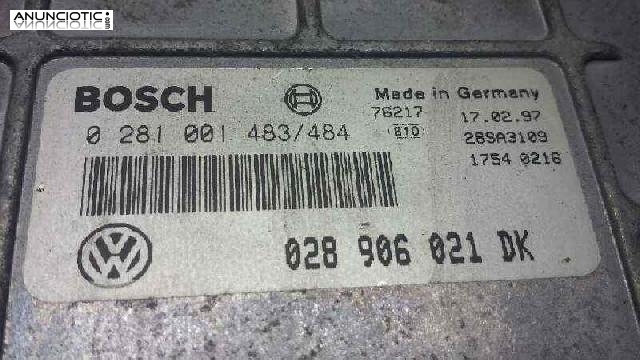 ANUNCIOTIC.com
BOSCH
Made in Germany
0 281 001 483/484
76217
17.02.97
28SA3109
1754 0216
028 906 021 DK